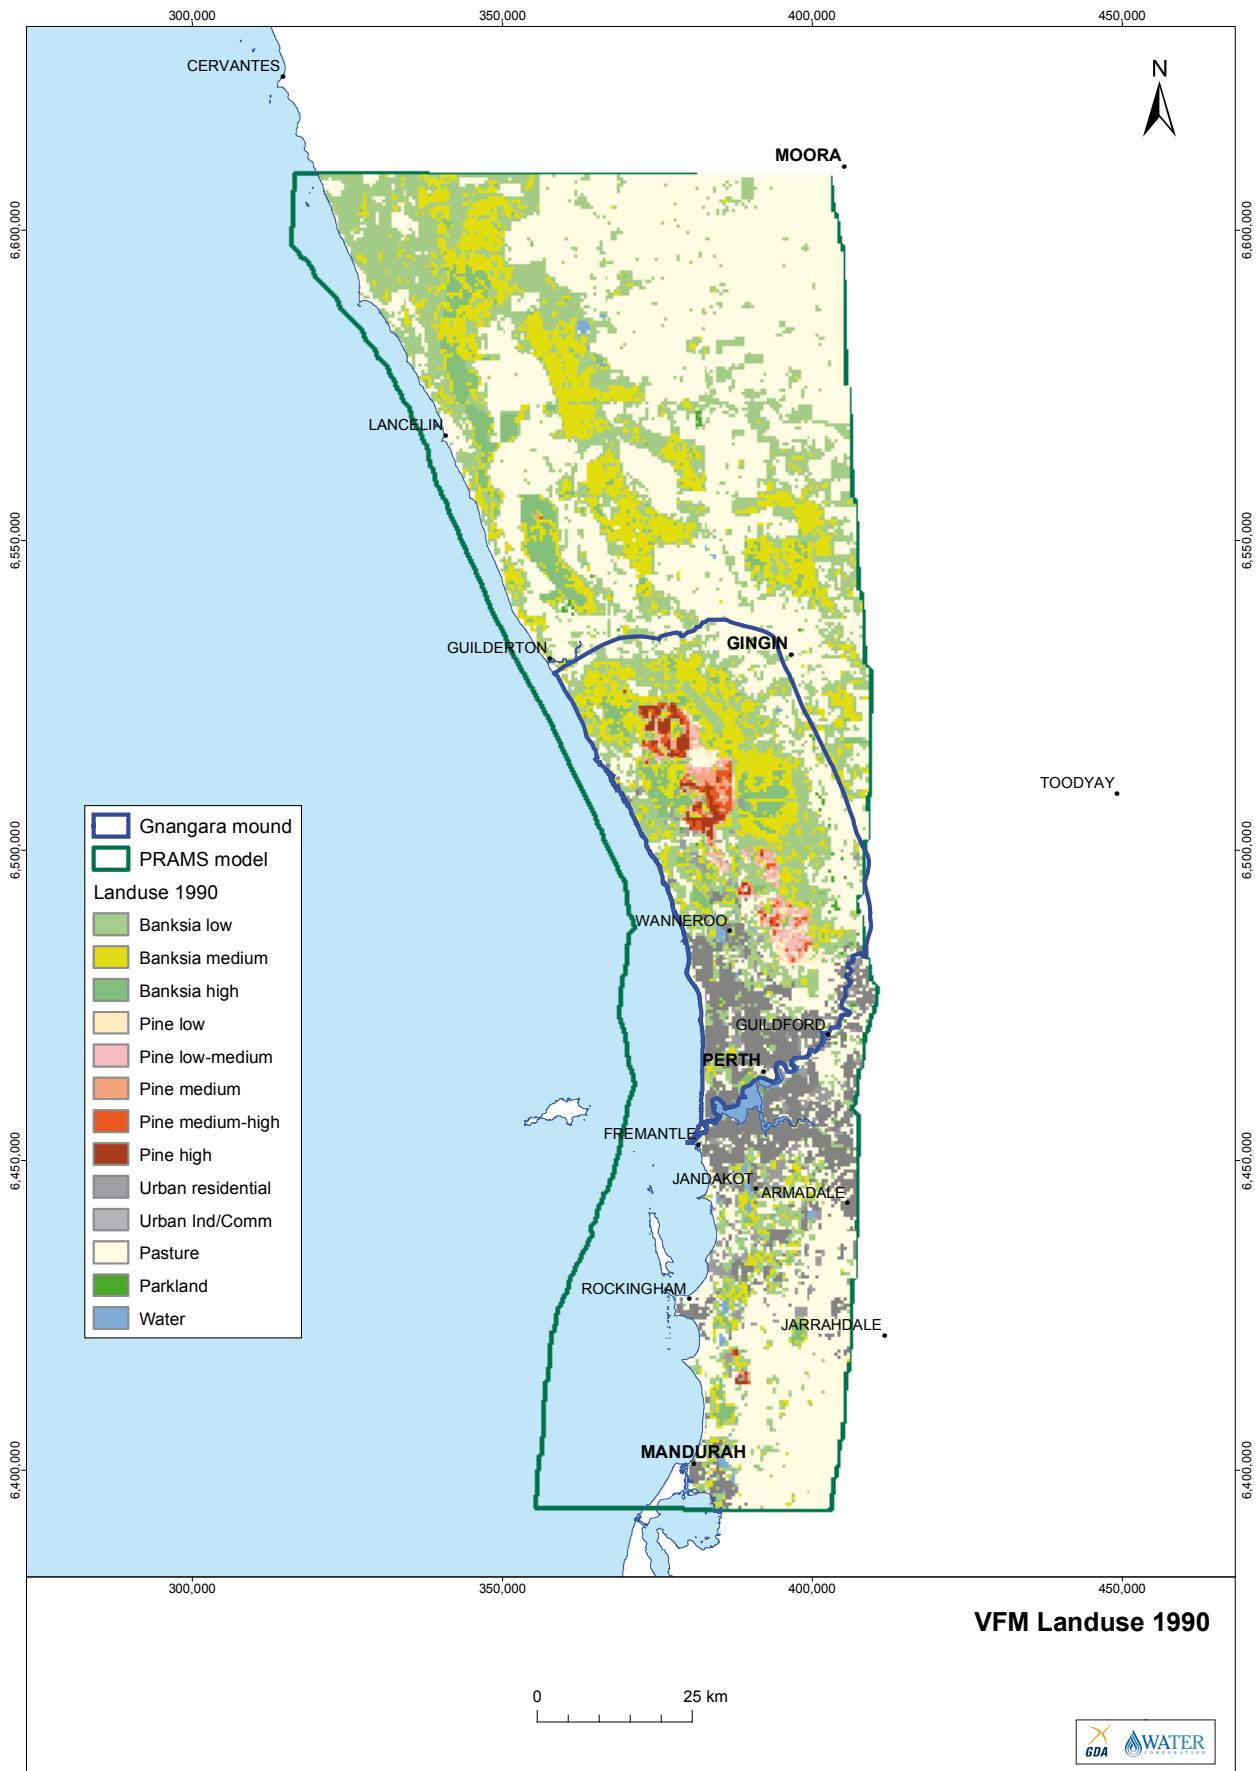 300,000
350,000
400,000
450,000
CERVANTES
N
MOORA
6,600,000
6,600,000
LANCELIN
6,550,000
6,550,000
GUILDERTON
GINGIN
TOODYAY
Gnangara mound
PRAMS model
Landuse 1990
Banksia low
Banksia medium
Banksia high
Pine low
Pine low-medium
Pine medium
Pine medium-high
Pine high
Urban residential
Urban Ind/Comm
Pasture
Parkland
Water
6,500,000
6,500,000
WANNEROO
GUILDFORD
PERTH
FREMANTLE
6,450,000
6,450,000
JANDAKOT
ARMADALE
ROCKINGHAM
JARRAHDALE
MANDURAH
6,400,000
6,400,000
300,000
350,000
400,000
450,000
VFM Landuse 1990
0
25 km
GDA
WATER
CORPORATION